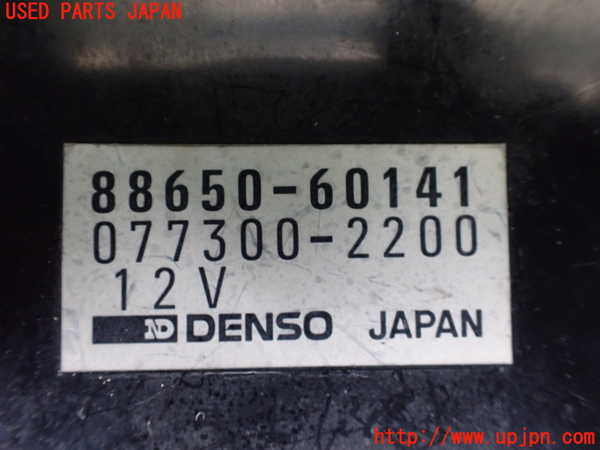 USED PARTS JAPAN
88650-60141
077300-2200
12V
ND DENSO JAPAN
http://www.upjpn.com/